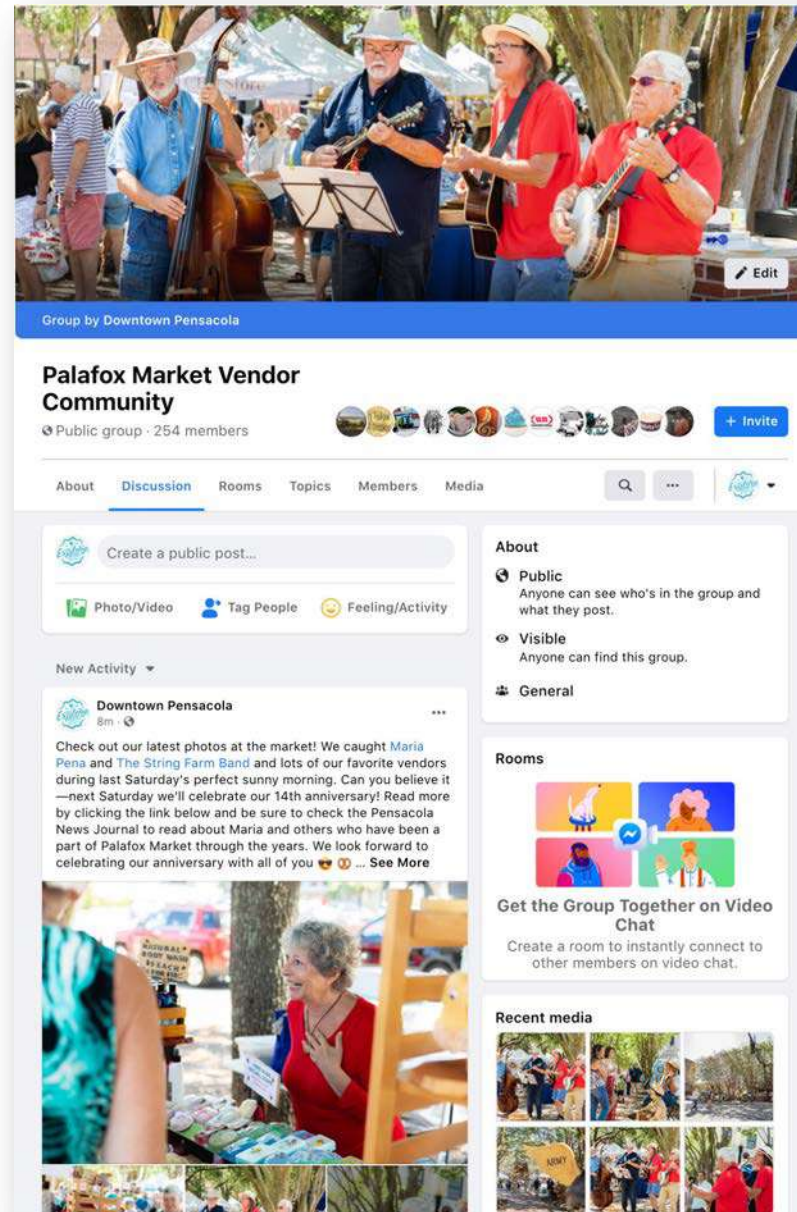 Edit
Group by Downtown Pensacola
Palafox Market Vendor
Community
Public group · 254 members
(un)
+ Invite
About
Discussion
Rooms
Topics
Members
Media
Create a public post...
Photo/Video
Tag People
Feeling/Activity
New Activity
Downtown Pensacola
8m ·
Check out our latest photos at the market! We caught Maria
Pena and The String Farm Band and lots of our favorite vendors
during last Saturday's perfect sunny morning. Can you believe it
—next Saturday we'll celebrate our 14th anniversary! Read more
by clicking the link below and be sure to check the Pensacola
News Journal to read about Maria and others who have been a
part of Palafox Market through the years. We look forward to
celebrating our anniversary with all of you 😎 🥨 ... See More
NATURAL
BODY WASH
About
Public
Anyone can see who's in the group and
what they post.
Visible
Anyone can find this group.
General
Rooms
Get the Group Together on Video
Chat
Create a room to instantly connect to
other members on video chat.
Recent media
ARMY